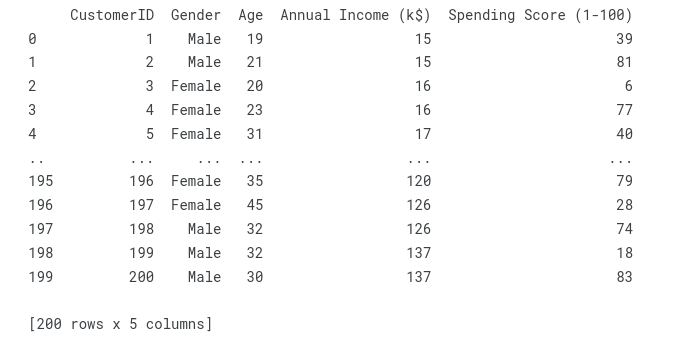 CustomerID Gender Age Annual Income (k$) Spending Score (1-100)
0 1 Male 19 15 39
1 2 Male 21 15 81
2 3 Female 20 16 6
3 4 Female 23 16 77
4 5 Female 31 17 40
.. ... ... ... ... ...
195 196 Female 35 120 79
196 197 Female 45 126 28
197 198 Male 32 126 74
198 199 Male 32 137 18
199 200 Male 30 137 83
[200 rows x 5 columns]